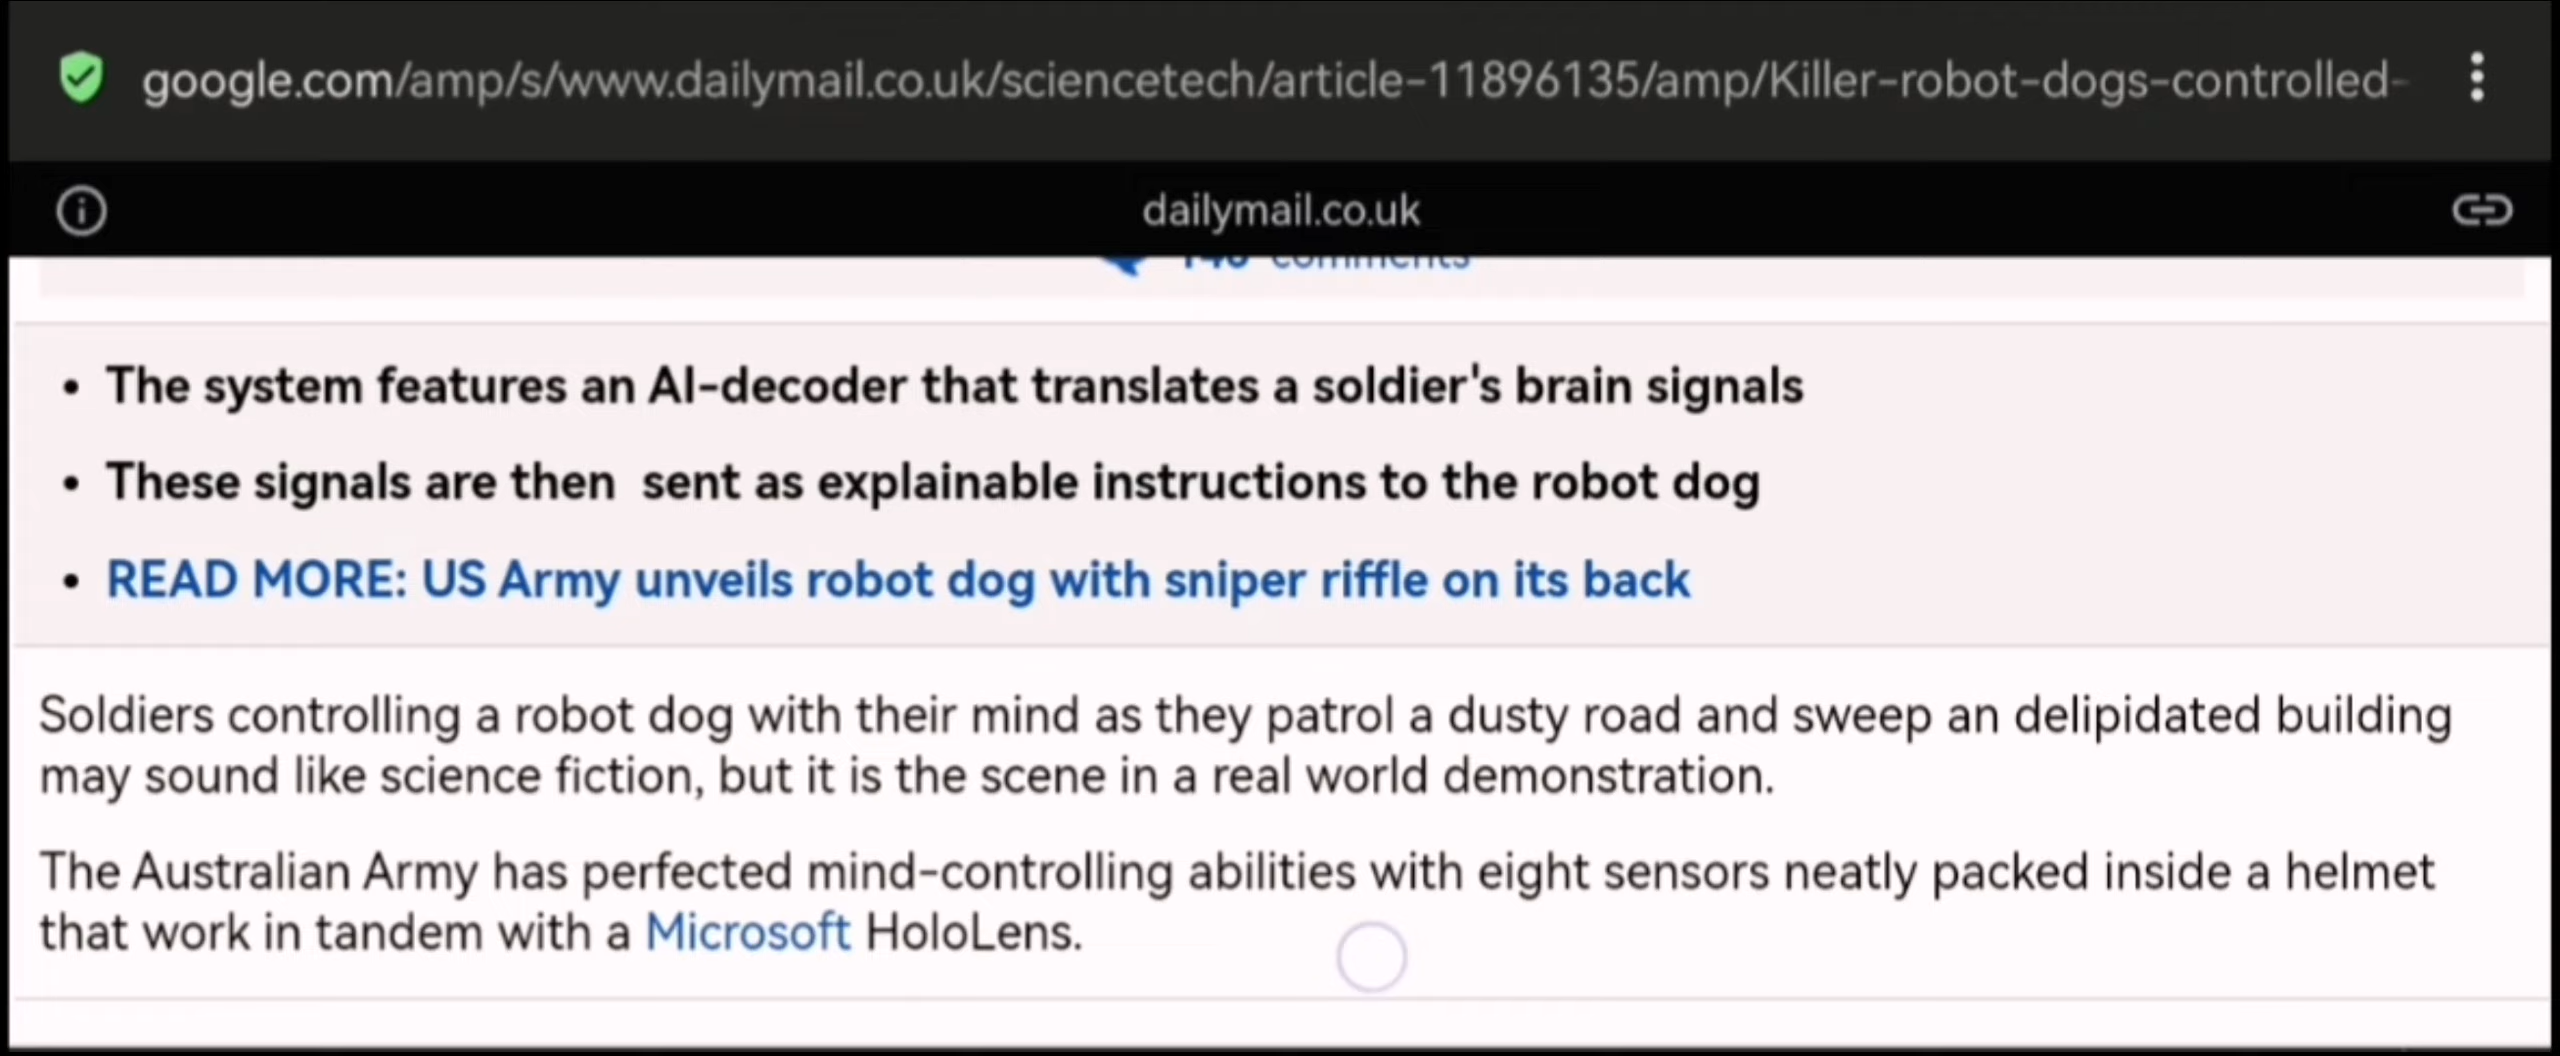 google.com/amp/s/www.dailymail.co.uk/sciencetech/article-11896135/amp/Killer-robot-dogs-controlled-
dailymail.co.uk
comments
• The system features an AI-decoder that translates a soldier's brain signals
• These signals are then  sent as explainable instructions to the robot dog
• READ MORE: US Army unveils robot dog with sniper riffle on its back
Soldiers controlling a robot dog with their mind as they patrol a dusty road and sweep an delipidated building
may sound like science fiction, but it is the scene in a real world demonstration.
The Australian Army has perfected mind-controlling abilities with eight sensors neatly packed inside a helmet
that work in tandem with a Microsoft HoloLens.